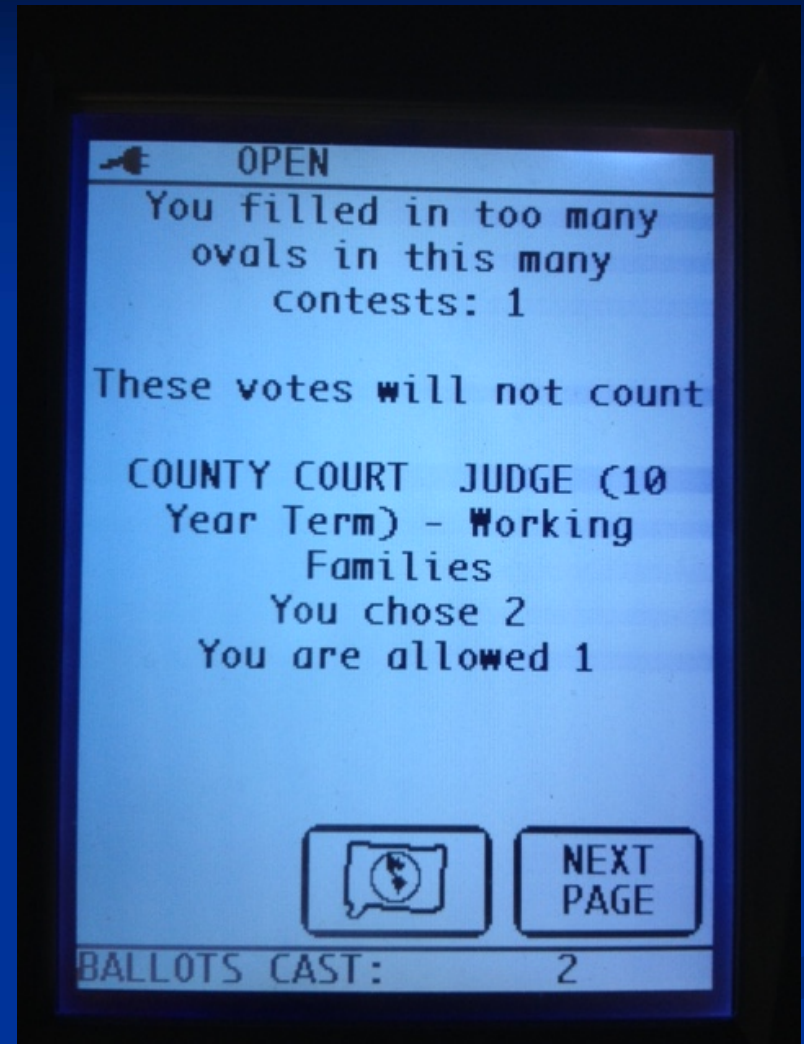 OPEN
You filled in too many
ovals in this many
contests: 1
These votes will not count
COUNTY COURT JUDGE (10
Year Term) - Working
Families
You chose 2
You are allowed 1
NEXT
PAGE
BALLOTS CAST: 2